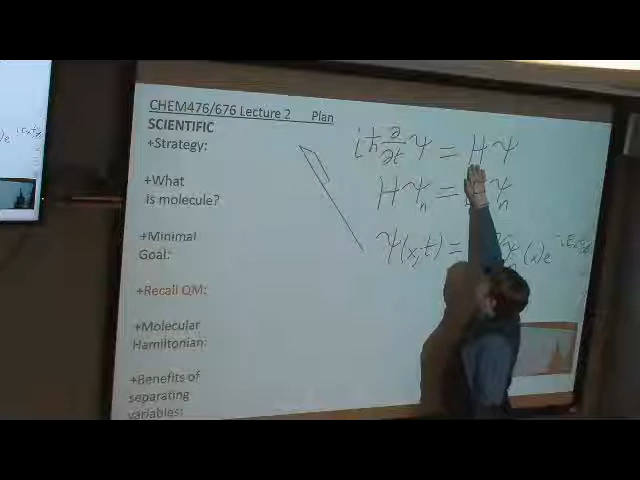 CHEM476/676 Lecture 2 Plan
SCIENTIFIC
+Strategy:
+What
is molecule?
+Minimal
Goal:
+Recall QM:
+Molecular
Hamiltonian:
+Benefits of
separating
variables:
iħ ∂/∂t Ψ = HΨ
HΨₙ = Ψₙ
Ψ(x,t) = (x)e